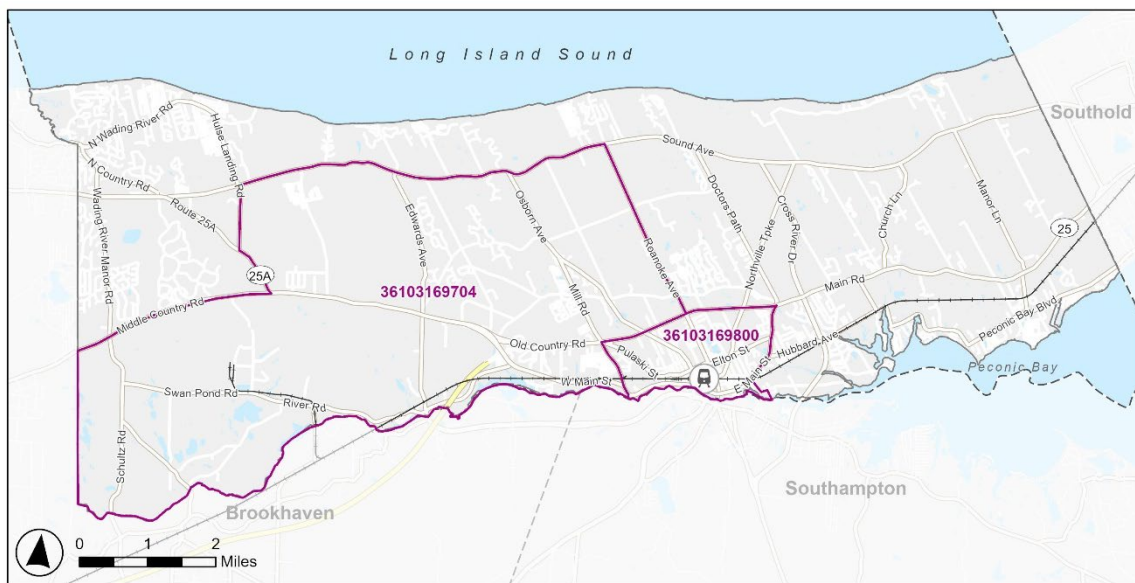 Long Island Sound
Southold
N Wading River Rd
Hulse Landing Rd
Sound Ave
N Country Rd
Route 25A
Wading River Manor Rd
Edwards Ave
Osborn Ave
Doctors Path
Northville Tpke
Cross River Dr
Church Ln
Manor Ln
25
25A
Roanoke Ave
36103169704
Main Rd
Middle Country Rd
Mill Rd
36103169800
Peconic Bay Blvd
Old Country Rd
Pulaski St
Elton St
Hubbard Ave
E Main St
W Main St
Peconic Bay
Swan Pond Rd
River Rd
Schultz Rd
Southampton
Brookhaven
0 1 2
Miles